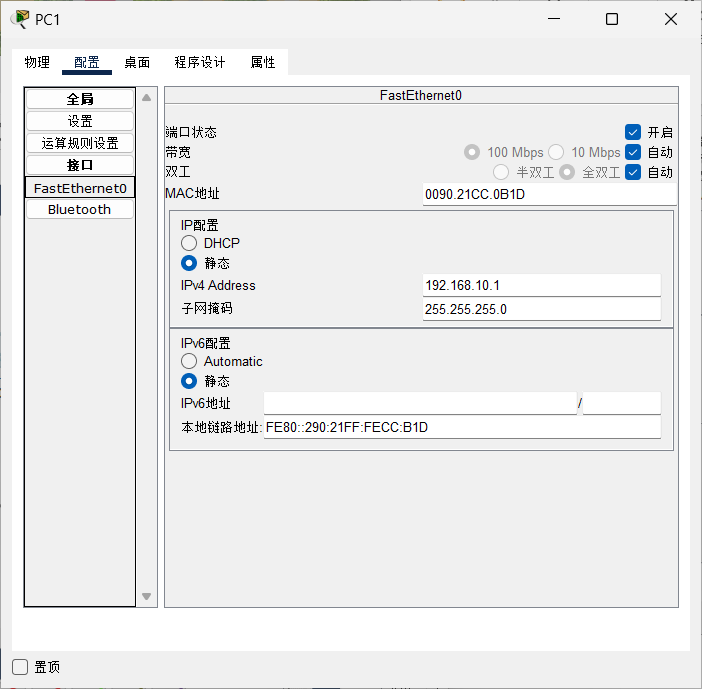 PC1
物理 配置 桌面 程序设计 属性
全局
设置
运算规则设置
接口
FastEthernet0
Bluetooth
FastEthernet0
端口状态 开启
带宽 100 Mbps 10 Mbps 自动
双工 半双工 全双工 自动
MAC地址 0090.21CC.0B1D
IP配置
DHCP
静态
IPv4 Address 192.168.10.1
子网掩码 255.255.255.0
IPv6配置
Automatic
静态
IPv6地址 /
本地链路地址: FE80::290:21FF:FECC:B1D
置顶